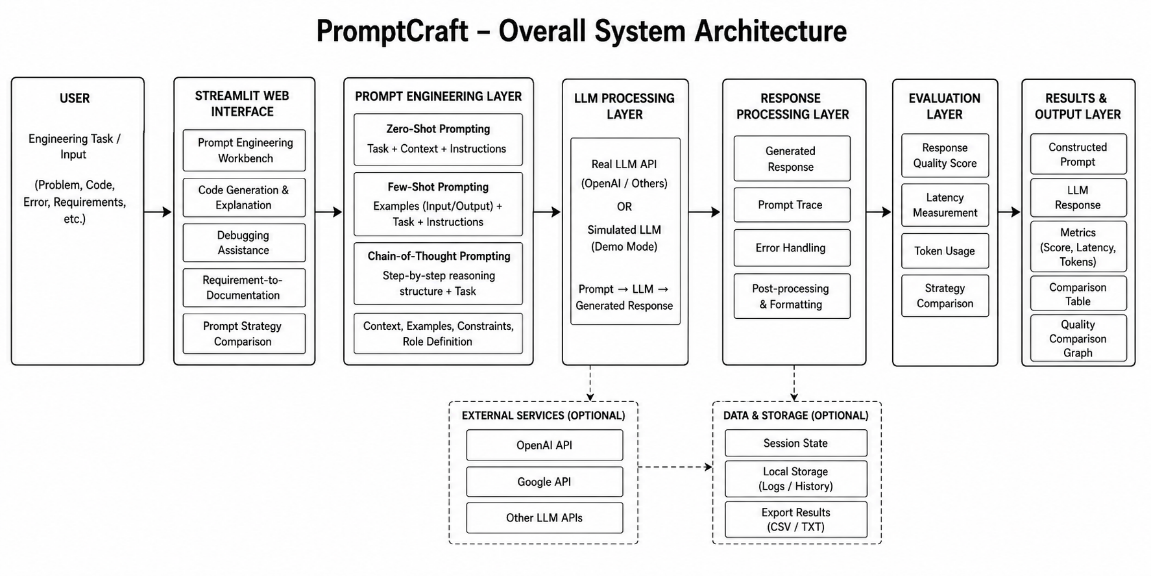 PromptCraft – Overall System Architecture
USER
Engineering Task /
Input
(Problem, Code,
Error, Requirements,
etc.)
STREAMLIT WEB
INTERFACE
Prompt Engineering
Workbench
Code Generation &
Explanation
Debugging
Assistance
Requirement-to-
Documentation
Prompt Strategy
Comparison
PROMPT ENGINEERING LAYER
Zero-Shot Prompting
Task + Context + Instructions
Few-Shot Prompting
Examples (Input/Output) +
Task + Instructions
Chain-of-Thought Prompting
Step-by-step reasoning
structure + Task
Context, Examples, Constraints,
Role Definition
LLM PROCESSING
LAYER
Real LLM API
(OpenAI / Others)
OR
Simulated LLM
(Demo Mode)
Prompt → LLM →
Generated Response
RESPONSE
PROCESSING LAYER
Generated
Response
Prompt Trace
Error Handling
Post-processing
& Formatting
EVALUATION
LAYER
Response
Quality Score
Latency
Measurement
Token Usage
Strategy
Comparison
RESULTS &
OUTPUT LAYER
Constructed
Prompt
LLM
Response
Metrics
(Score, Latency,
Tokens)
Comparison
Table
Quality
Comparison
Graph
EXTERNAL SERVICES (OPTIONAL)
OpenAI API
Google API
Other LLM APIs
DATA & STORAGE (OPTIONAL)
Session State
Local Storage
(Logs / History)
Export Results
(CSV / TXT)